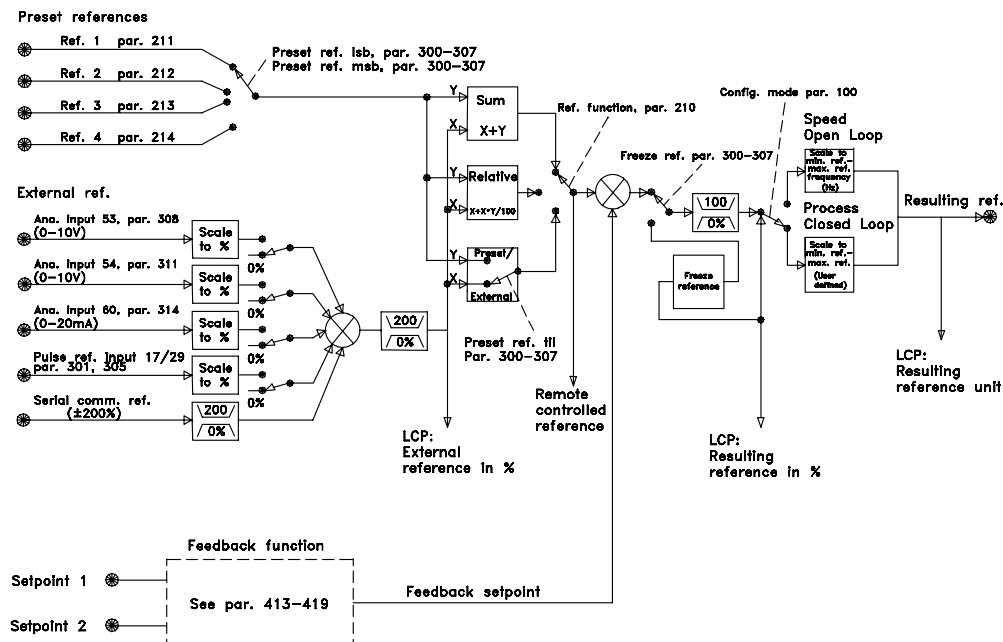 Preset references
Ref. 1 par. 211
Ref. 2 par. 212
Ref. 3 par. 213
Ref. 4 par. 214
Preset ref. lsb, par. 300-307
Preset ref. msb, par. 300-307
Y
X
Sum
X+Y
Y
X
Relative
X+X*Y/100
Y
X
Preset/
External
Ref. function, par. 210
Freeze ref. par. 300-307
Config. mode par. 100
Speed
Open Loop
Scale to
min. ref.-
max. ref.
frequency
(Hz)
Process
Closed Loop
Scale to
min ref.-
max. ref.
(User
defined)
100
0%
Freeze
reference
Resulting ref.
External ref.
Ana. input 53, par. 308
(0-10V)
Scale
to %
0%
Ana. input 54, par. 311
(0-10V)
Scale
to %
0%
Ana. input 60, par. 314
(0-20mA)
Scale
to %
0%
Pulse ref. input 17/29
par. 301, 305
Scale
to %
0%
Serial comm. ref.
(±200%)
200
0%
200
0%
Preset ref. til
Par. 300-307
Remote
controlled
reference
LCP:
External
reference in %
LCP:
Resulting
reference in %
LCP:
Resulting
reference unit
Feedback function
Setpoint 1
Setpoint 2
See par. 413-419
Feedback setpoint